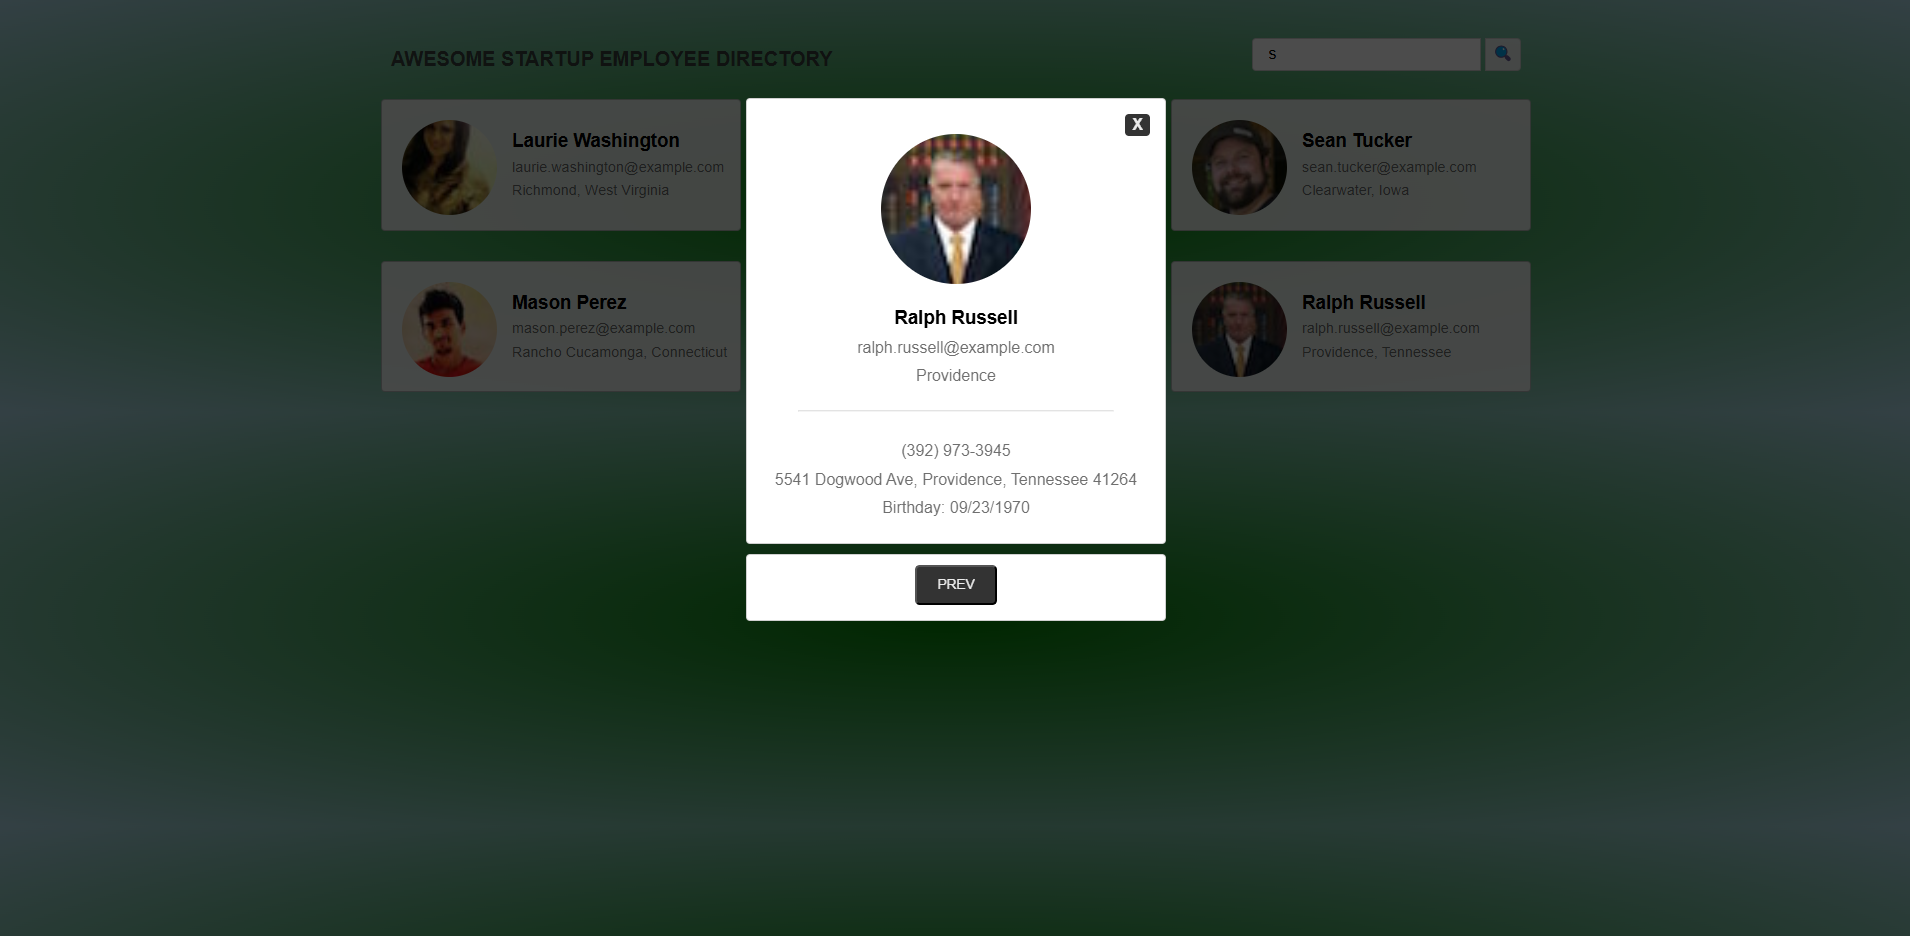 AWESOME STARTUP EMPLOYEE DIRECTORY
s
Laurie Washington
laurie.washington@example.com
Richmond, West Virginia
X
Ralph Russell
ralph.russell@example.com
Providence
(392) 973-3945
5541 Dogwood Ave, Providence, Tennessee 41264
Birthday: 09/23/1970
PREV
Sean Tucker
sean.tucker@example.com
Clearwater, Iowa
Mason Perez
mason.perez@example.com
Rancho Cucamonga, Connecticut
Ralph Russell
ralph.russell@example.com
Providence, Tennessee